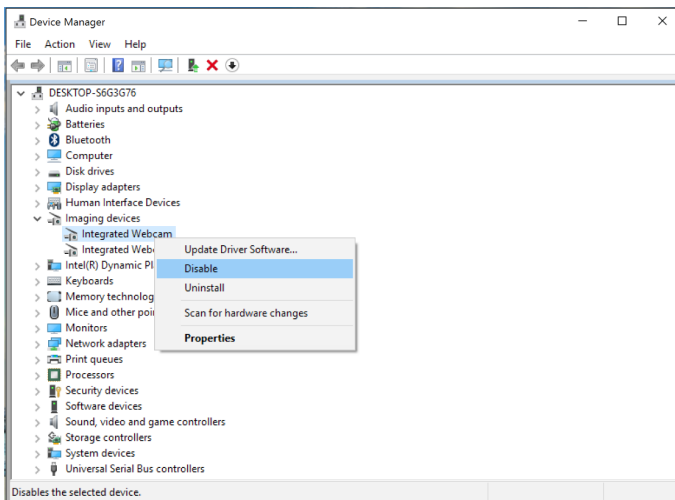 Device Manager
File Action View Help
DESKTOP-S6G3G76
Audio inputs and outputs
Batteries
Bluetooth
Computer
Disk drives
Display adapters
Human Interface Devices
Imaging devices
Integrated Webcam
Integrated Web
Update Driver Software...
Intel(R) Dynamic Pl
Disable
Keyboards
Uninstall
Memory technolog
Mice and other poi
Scan for hardware changes
Monitors
Network adapters
Properties
Print queues
Processors
Security devices
Software devices
Sound, video and game controllers
Storage controllers
System devices
Universal Serial Bus controllers
Disables the selected device.